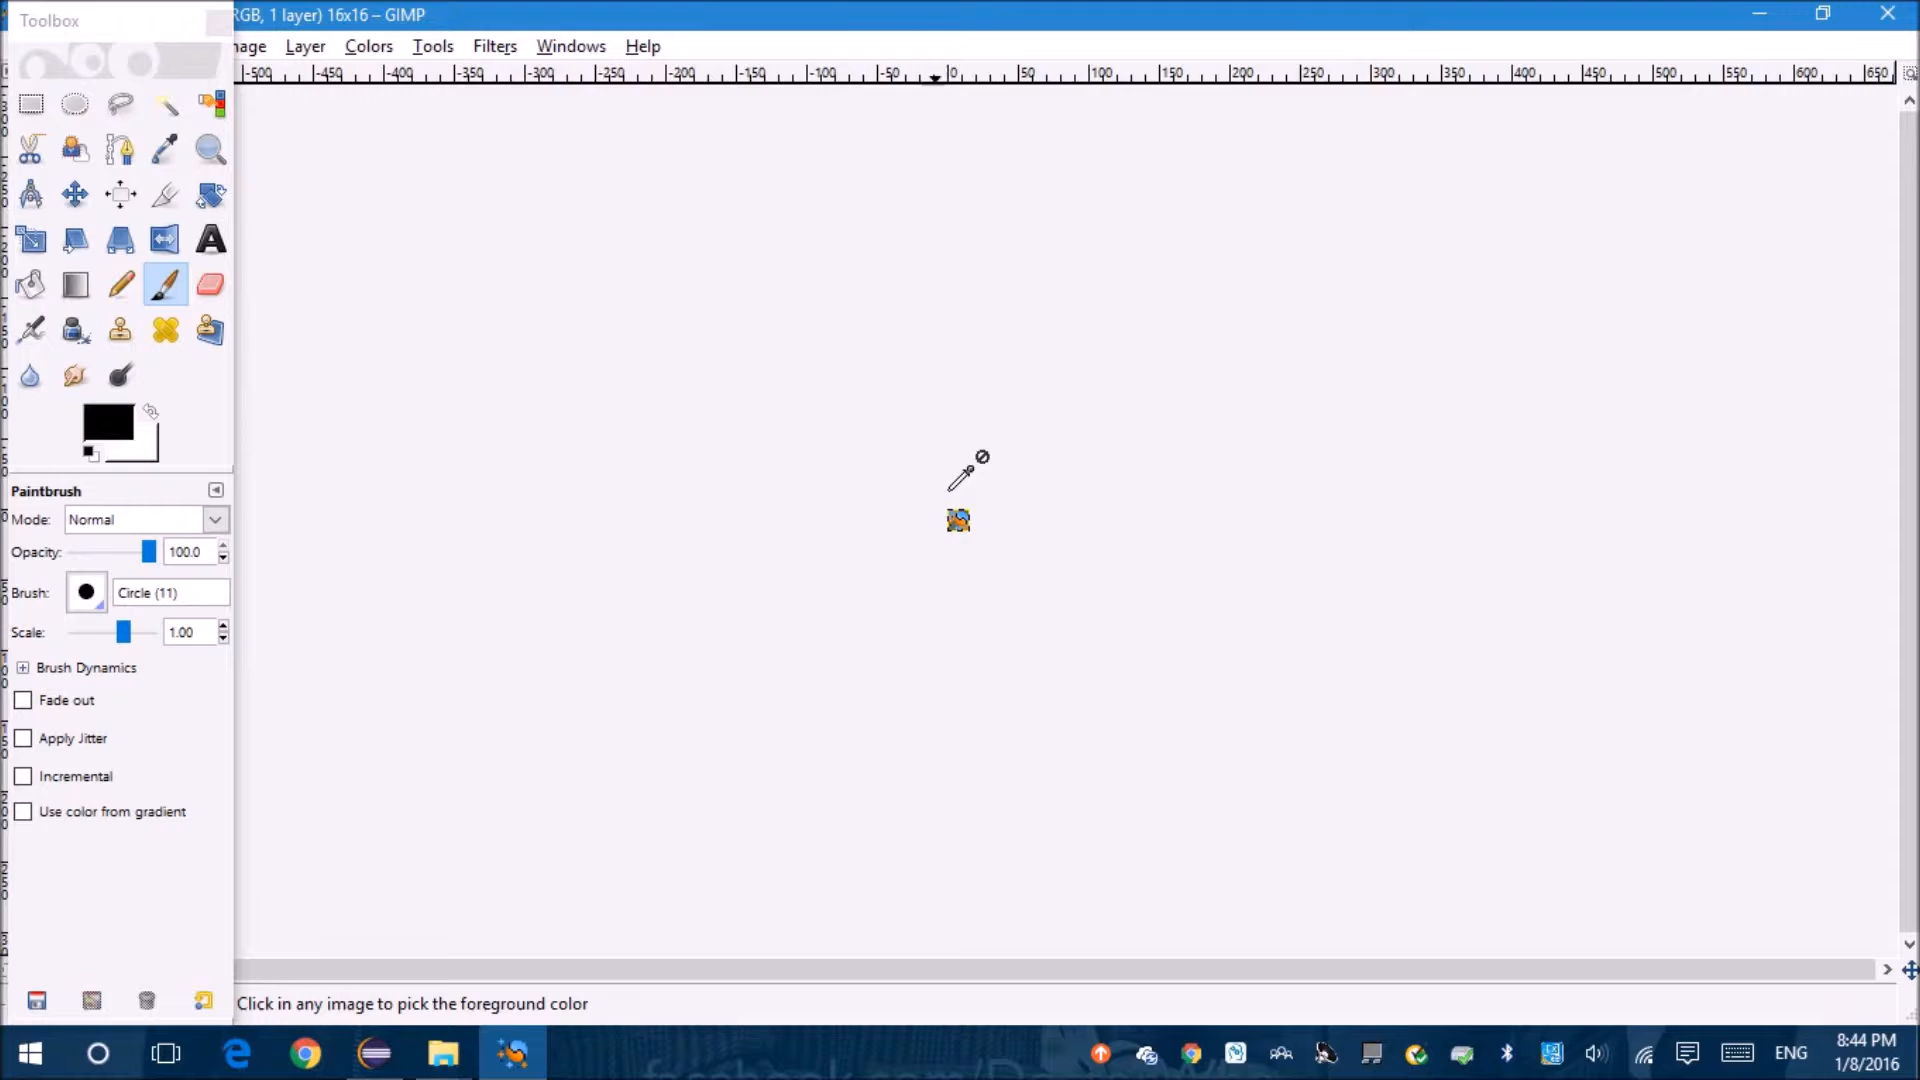 Toolbox
RGB, 1 layer) 16x16 – GIMP
mage Layer Colors Tools Filters Windows Help
-500 -450 -400 -350 -300 -250 -200 -150 -100 -50 0 50 100 150 200 250 300 350 400 450 500 550 600 650
Paintbrush
Mode: Normal
Opacity: 100.0
Brush: Circle (11)
Scale: 1.00
Brush Dynamics
Fade out
Apply Jitter
Incremental
Use color from gradient
Click in any image to pick the foreground color
ENG
8:44 PM
1/8/2016